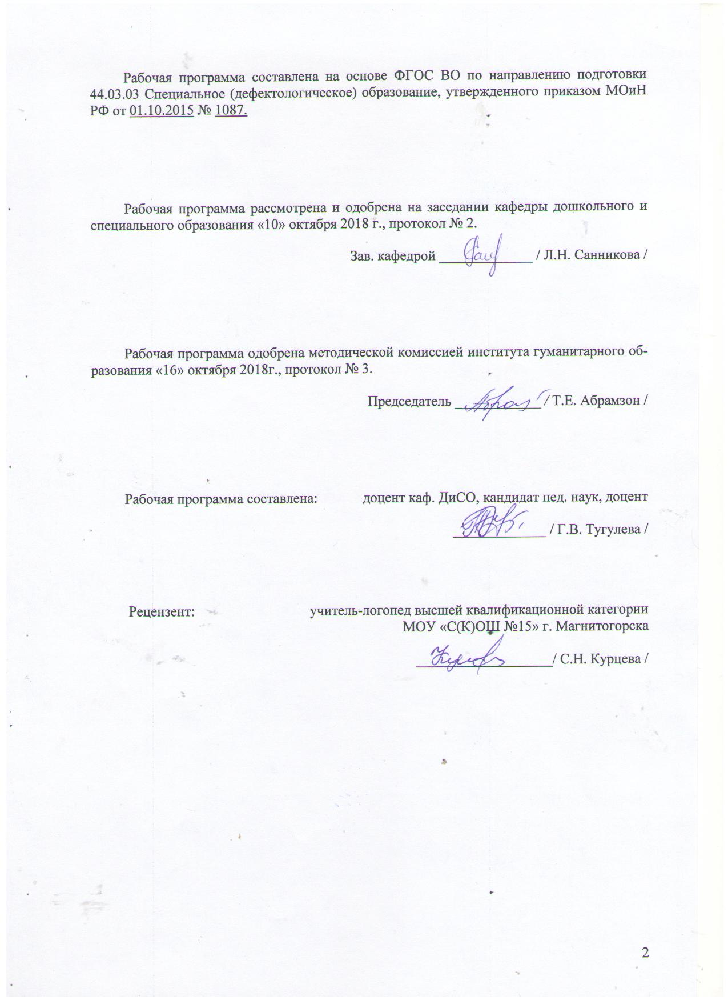 Рабочая программа составлена на основе ФГОС ВО по направлению подготовки
44.03.03 Специальное (дефектологическое) образование, утвержденного приказом МОиН
РФ от 01.10.2015 № 1087.
Рабочая программа рассмотрена и одобрена на заседании кафедры дошкольного и
специального образования «10» октября 2018 г., протокол № 2.
Зав. кафедрой ____________ / Л.Н. Санникова /
Рабочая программа одобрена методической комиссией института гуманитарного об-
разования «16» октября 2018г., протокол № 3.
Председатель ___________ / Т.Е. Абрамзон /
Рабочая программа составлена: доцент каф. ДиСО, кандидат пед. наук, доцент
____________ / Г.В. Тугулева /
Рецензент: учитель-логопед высшей квалификационной категории
МОУ «С(К)ОШ №15» г. Магнитогорска
__________________/ С.Н. Курцева /
2